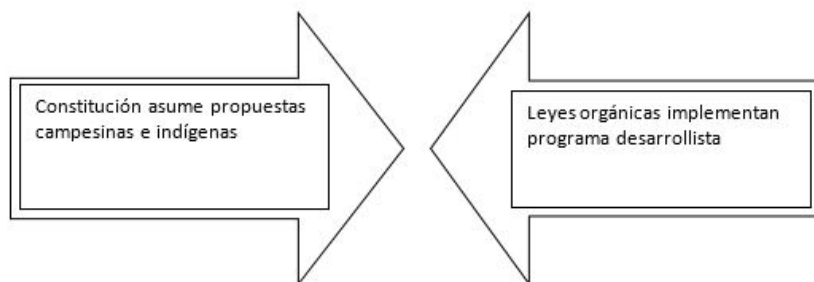 Constitución asume propuestas
campesinas e indígenas
Leyes orgánicas implementan
programa desarrollista